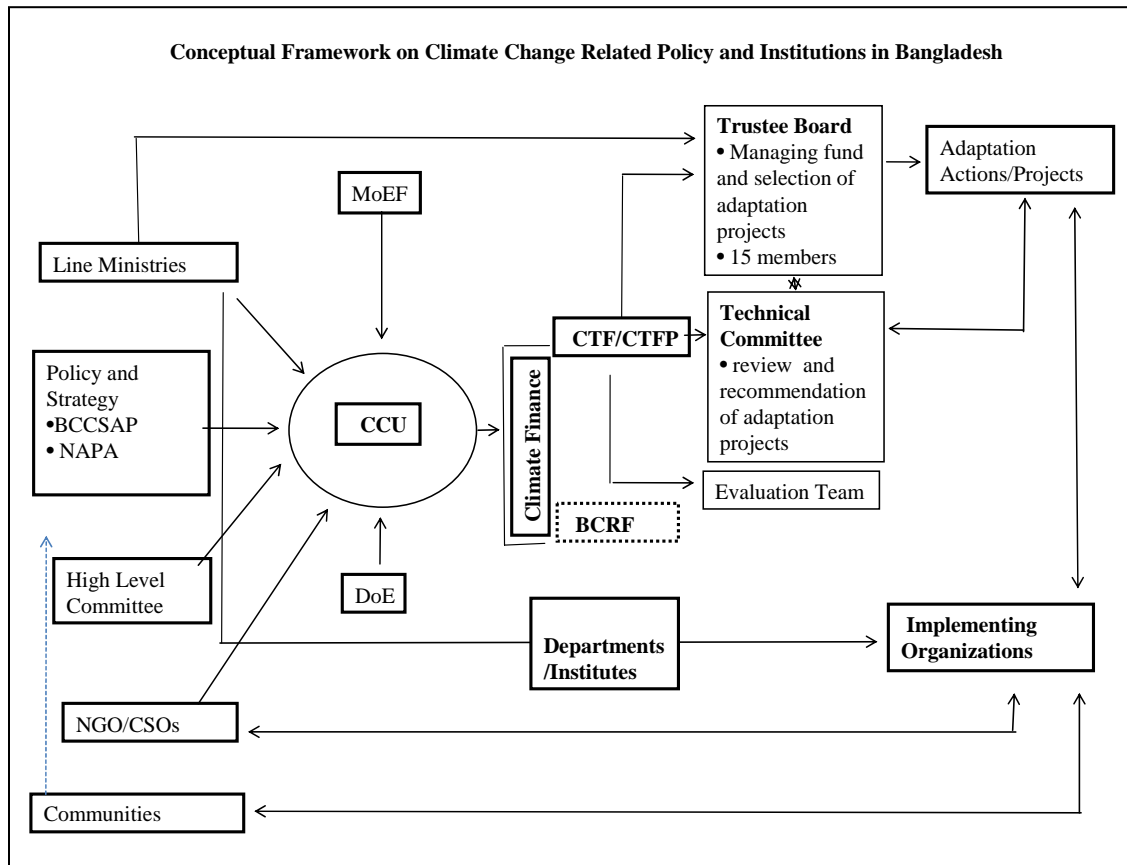 Conceptual Framework on Climate Change Related Policy and Institutions in Bangladesh
Trustee Board
• Managing fund
and selection of
adaptation
projects
• 15 members
Adaptation
Actions/Projects
MoEF
Line Ministries
Technical
Committee
• review and
recommendation
of adaptation
projects
CTF/CTFP
Policy and
Strategy
•BCCSAP
• NAPA
CCU
Climate Finance
Evaluation Team
BCRF
High Level
Committee
DoE
Departments
/Institutes
Implementing
Organizations
NGO/CSOs
Communities